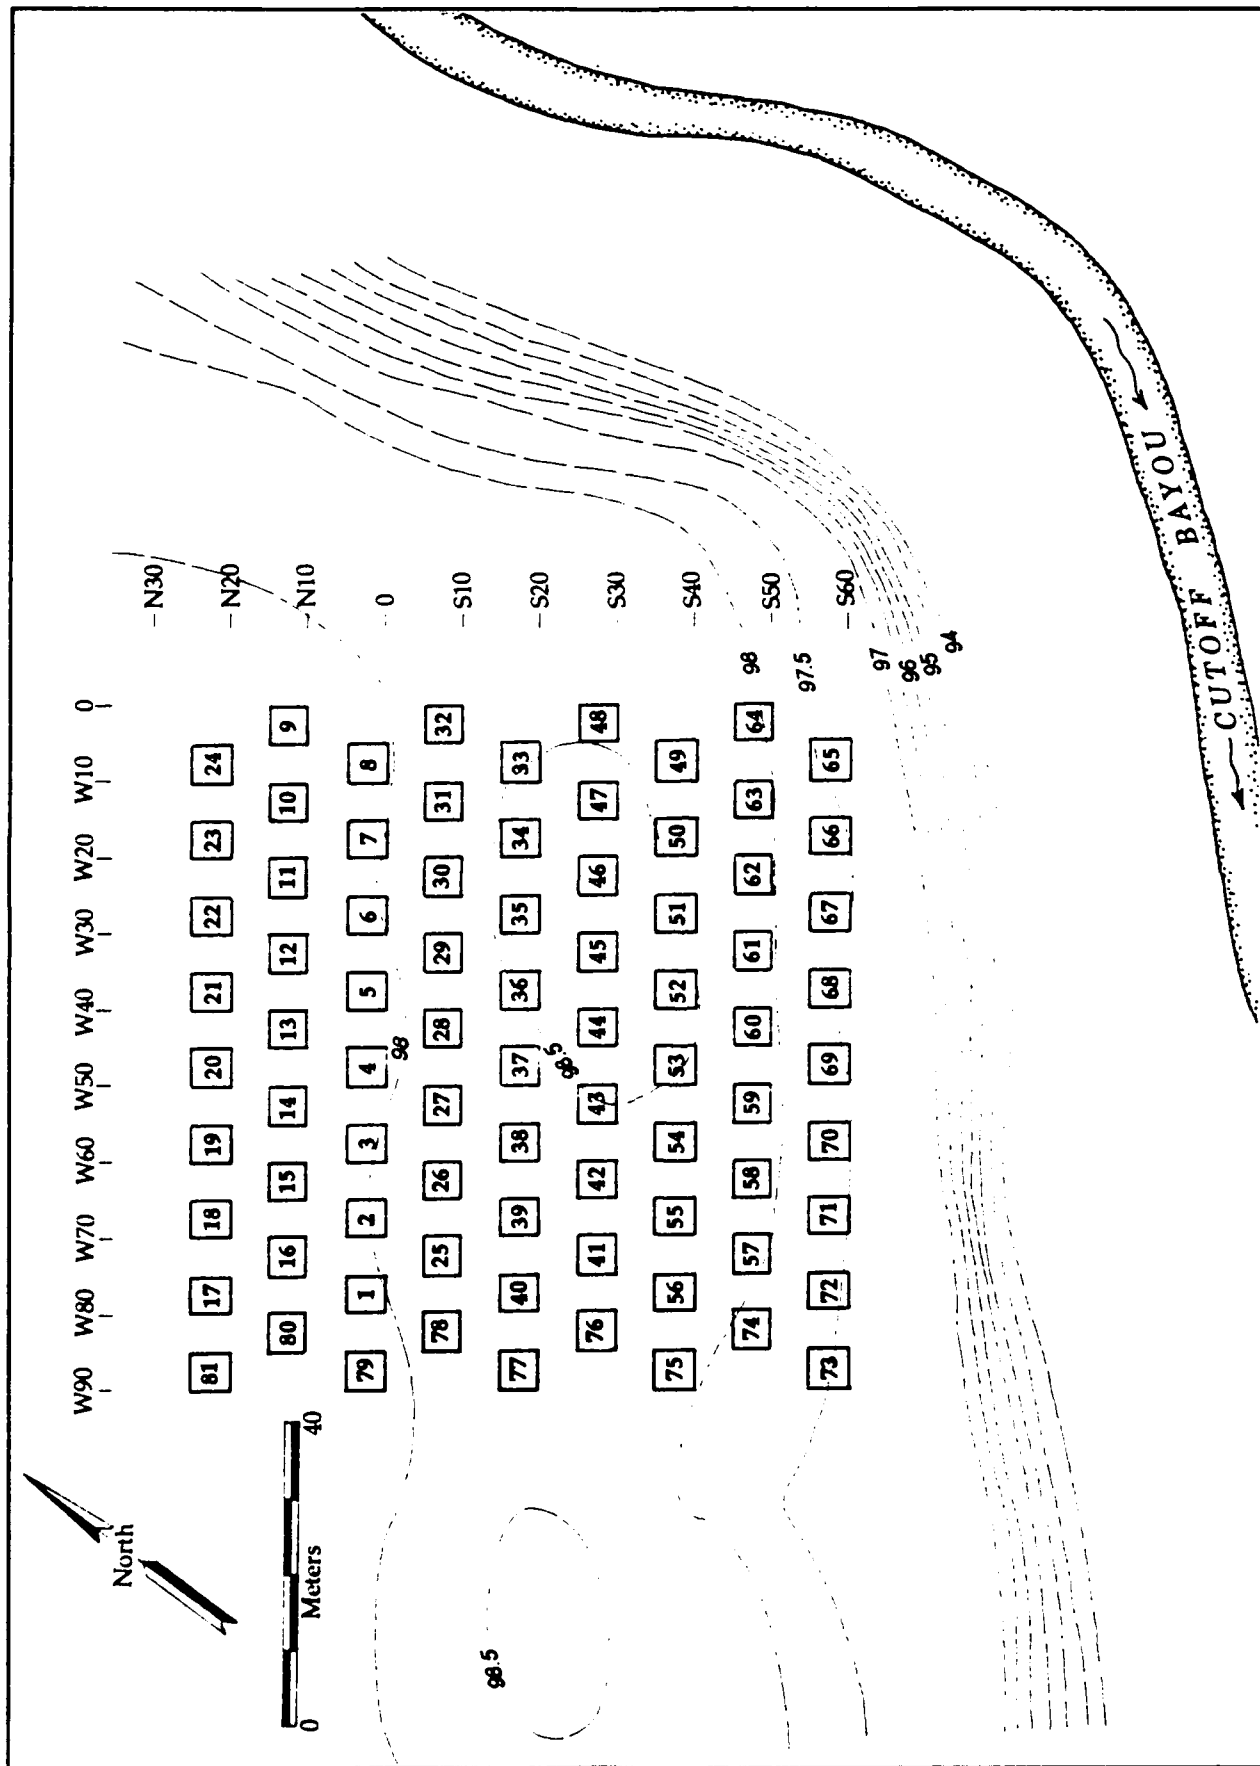 North
0 Meters 40
W90 W80 W70 W60 W50 W40 W30 W20 W10 0
N30
N20
N10
0
S10
S20
S30
S40
S50
S60
81 17 18 19 20 21 22 23 24
80 16 15 14 13 12 11 10 9
79 1 2 3 4 5 6 7 8
98
78 25 26 27 28 29 30 31 32
77 40 39 38 37 36 35 34 33
98.5
98.5
76 41 42 43 44 45 46 47 48
75 56 55 54 53 52 51 50 49
74 57 58 59 60 61 62 63 64
73 72 71 70 69 68 67 66 65
98
97.5
97
96
95
94
CUTOFF BAYOU